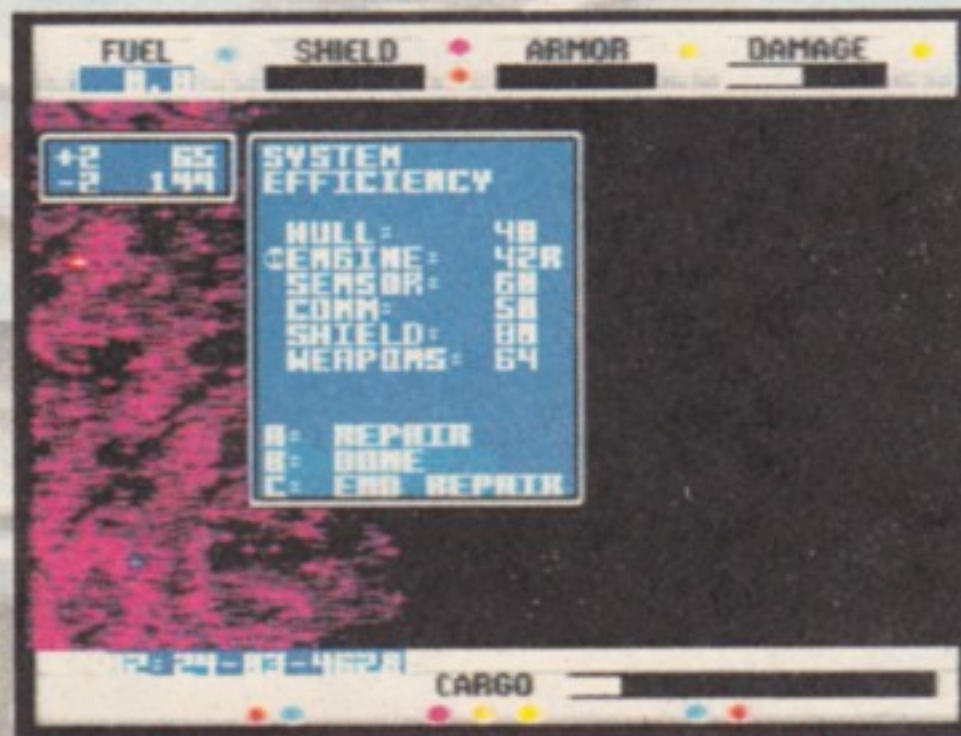 FUEL SHIELD ARMOR DAMAGE
+2 65
-2 144
SYSTEM
EFFICIENCY
HULL: 40
ENGINE: 42R
SENSOR: 60
COMM: 50
SHIELD: 80
WEAPONS: 64
A: REPAIR
B: DONE
C: END REPAIR
CARGO